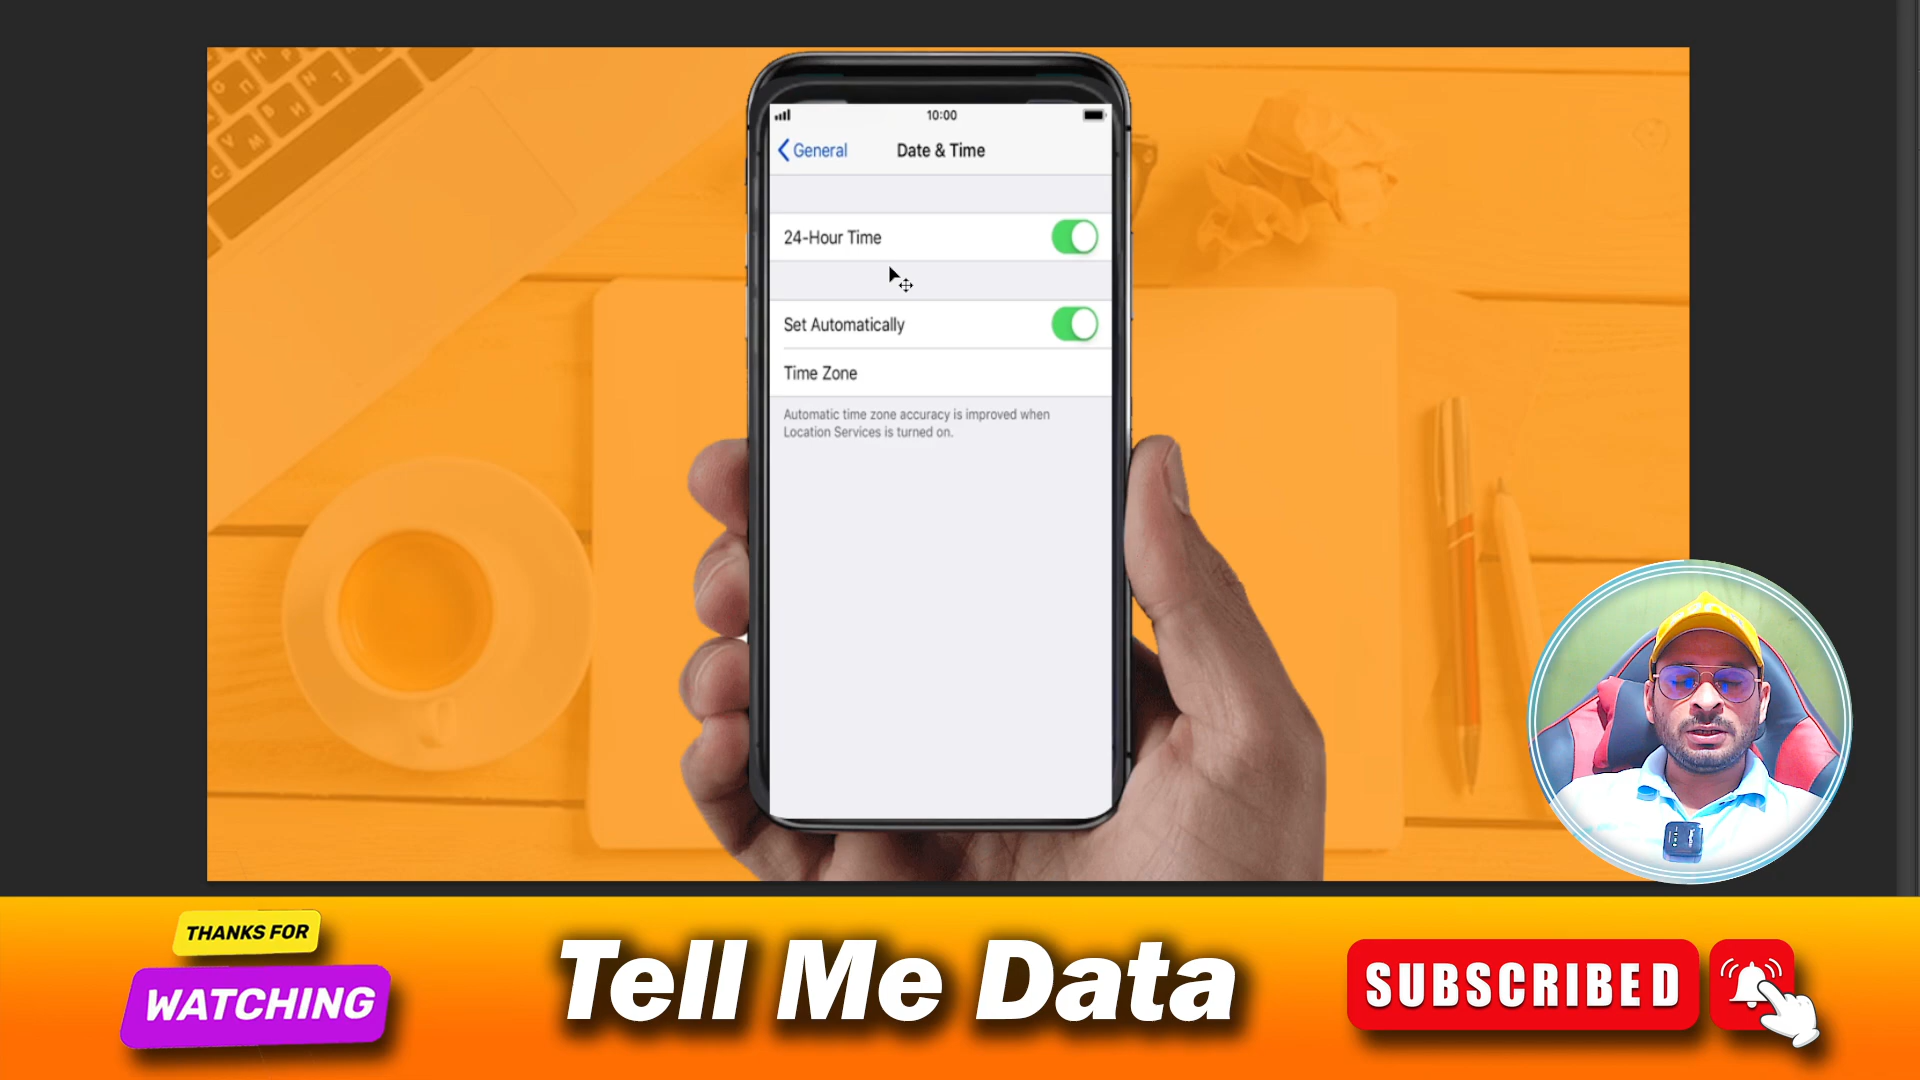 10:00
General
Date & Time
24-Hour Time
Set Automatically
Time Zone
Automatic time zone accuracy is improved when
Location Services is turned on.
THANKS FOR
WATCHING
Tell Me Data
SUBSCRIBED